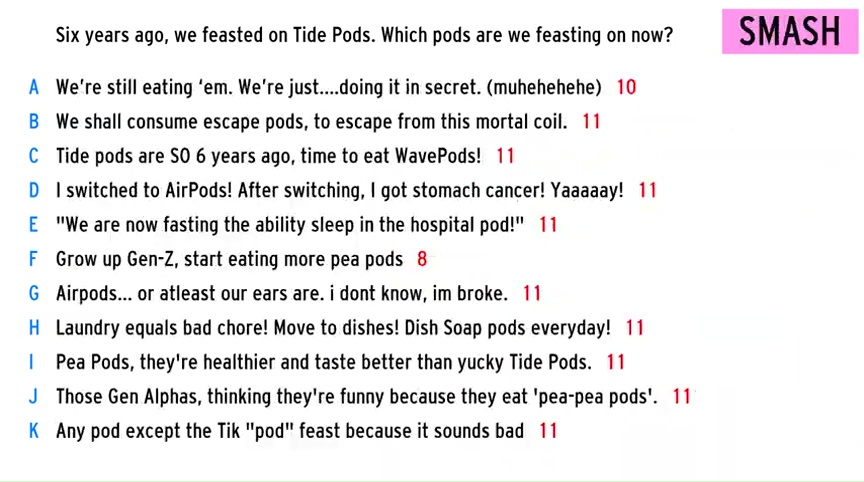 Six years ago, we feasted on Tide Pods. Which pods are we feasting on now?
SMASH
A We're still eating ‘em. We're just....doing it in secret. (muhehehehe) 10
B We shall consume escape pods, to escape from this mortal coil. 11
C Tide pods are SO 6 years ago, time to eat WavePods! 11
D I switched to AirPods! After switching, I got stomach cancer! Yaaaaay! 11
E "We are now fasting the ability sleep in the hospital pod!" 11
F Grow up Gen-Z, start eating more pea pods 8
G Airpods... or atleast our ears are. i dont know, im broke. 11
H Laundry equals bad chore! Move to dishes! Dish Soap pods everyday! 11
I Pea Pods, they're healthier and taste better than yucky Tide Pods. 11
J Those Gen Alphas, thinking they're funny because they eat 'pea-pea pods'. 11
K Any pod except the Tik "pod" feast because it sounds bad 11